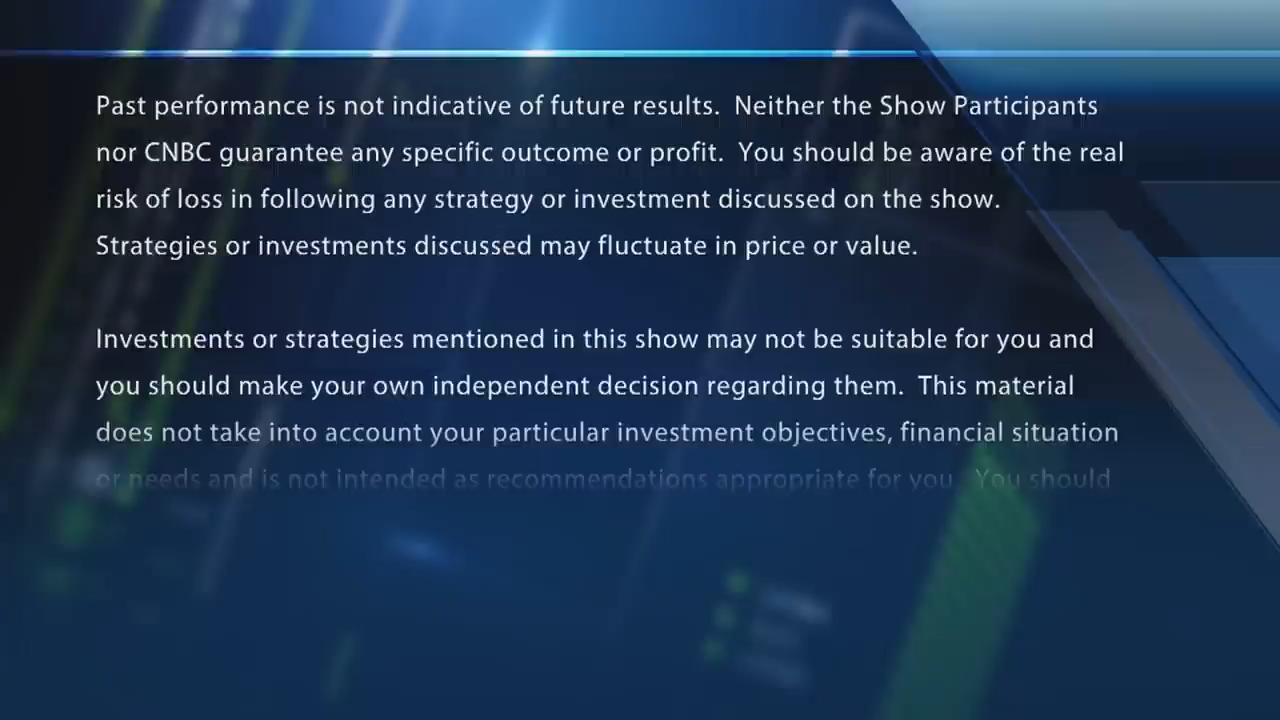 Past performance is not indicative of future results.  Neither the Show Participants
nor CNBC guarantee any specific outcome or profit.  You should be aware of the real
risk of loss in following any strategy or investment discussed on the show.
Strategies or investments discussed may fluctuate in price or value.
Investments or strategies mentioned in this show may not be suitable for you and
you should make your own independent decision regarding them.  This material
does not take into account your particular investment objectives, financial situation
or needs and is not intended as recommendations appropriate for you.  You should